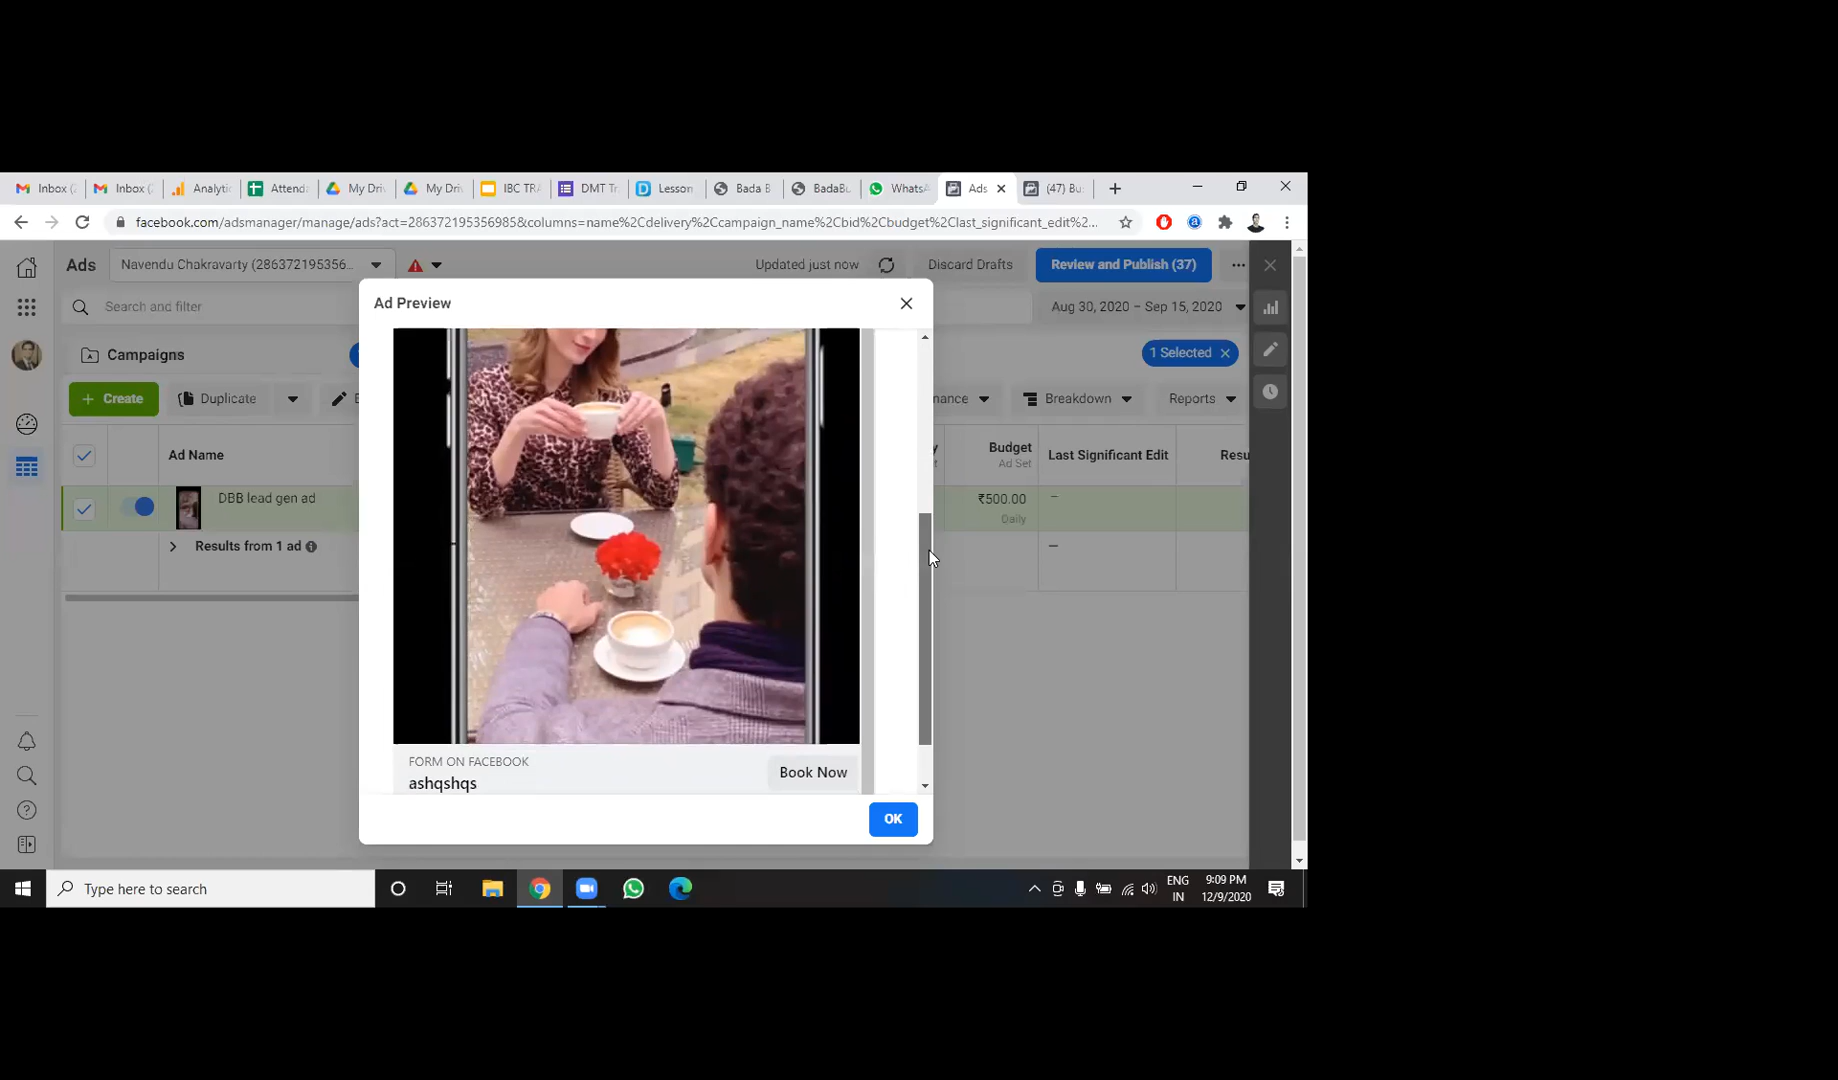 Inbox (
Inbox (2
Analytic
Attend
My Driv
My Driv
IBC TRA
DMT Tr
Lesson
Bada B
BadaBu
WhatsA
Ads
(47) Bu
facebook.com/adsmanager/manage/ads?act=286372195356985&columns=name%2Cdelivery%2Ccampaign_name%2Cbid%2Cbudget%2Clast_significant_edit%2...
Ads
Navendu Chakravarty (286372195356...
Updated just now
Discard Drafts
Review and Publish (37)
Search and filter
Ad Preview
Aug 30, 2020 – Sep 15, 2020
Campaigns
1 Selected
Create
Duplicate
E
nance
Breakdown
Reports
Ad Name
y
t
Budget
Ad Set
Last Significant Edit
Resu
DBB lead gen ad
₹500.00
Daily
–
Results from 1 ad
–
FORM ON FACEBOOK
ashqshqs
Book Now
OK
Type here to search
ENG
IN
9:09 PM
12/9/2020